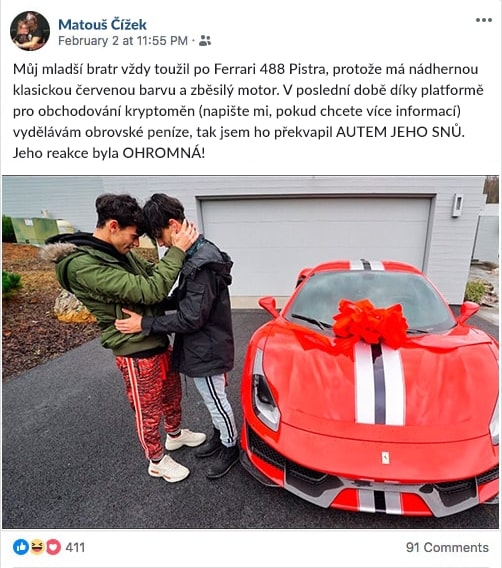 Matouš Čížek
February 2 at 11:55 PM ·
Můj mladší bratr vždy toužil po Ferrari 488 Pistra, protože má nádhernou
klasickou červenou barvu a zběsilý motor. V poslední době díky platformě
pro obchodování kryptoměn (napište mi, pokud chcete více informací)
vydělávám obrovské peníze, tak jsem ho překvapil AUTEM JEHO SNŮ.
Jeho reakce byla OHROMNÁ!
411
91 Comments